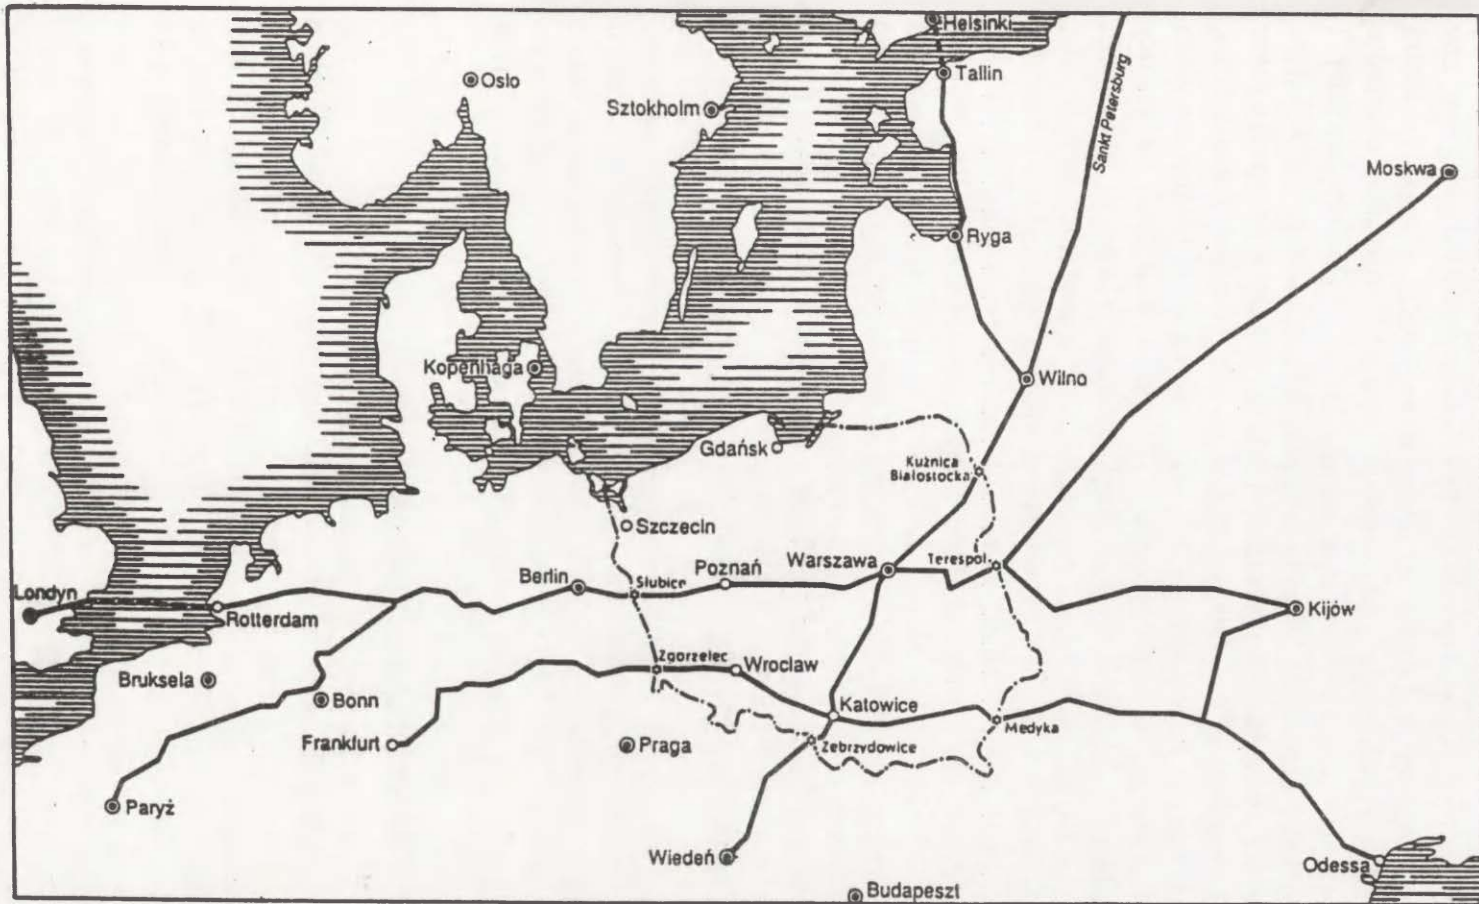 Helsinki
Oslo
Tallin
Sztokholm
Sankt Petersburg
Moskwa
Ryga
Kopenhaga
Wilno
Gdańsk
Kuźnica
Białostocka
Szczecin
Warszawa
Terespol
Poznań
Berlin
Słubice
Londyn
Rotterdam
Kijów
Zgorzelec
Wrocław
Bruksela
Bonn
Katowice
Medyka
Frankfurt
Praga
Zebrzydowice
Paryż
Wiedeń
Odessa
Budapeszt